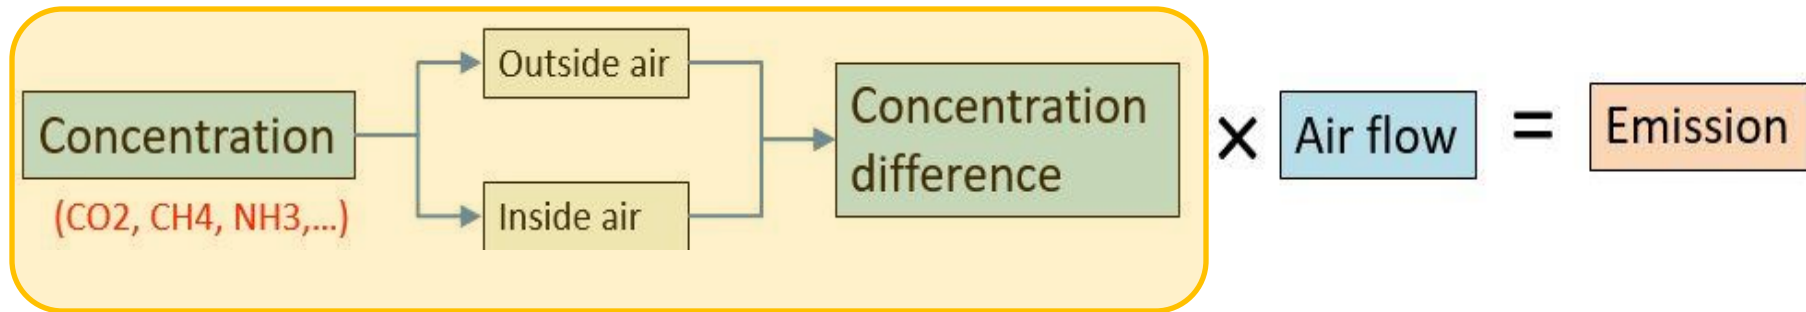 Concentration
(CO2, CH4, NH3,...)
Outside air
Inside air
Concentration
difference
×
Air flow
=
Emission